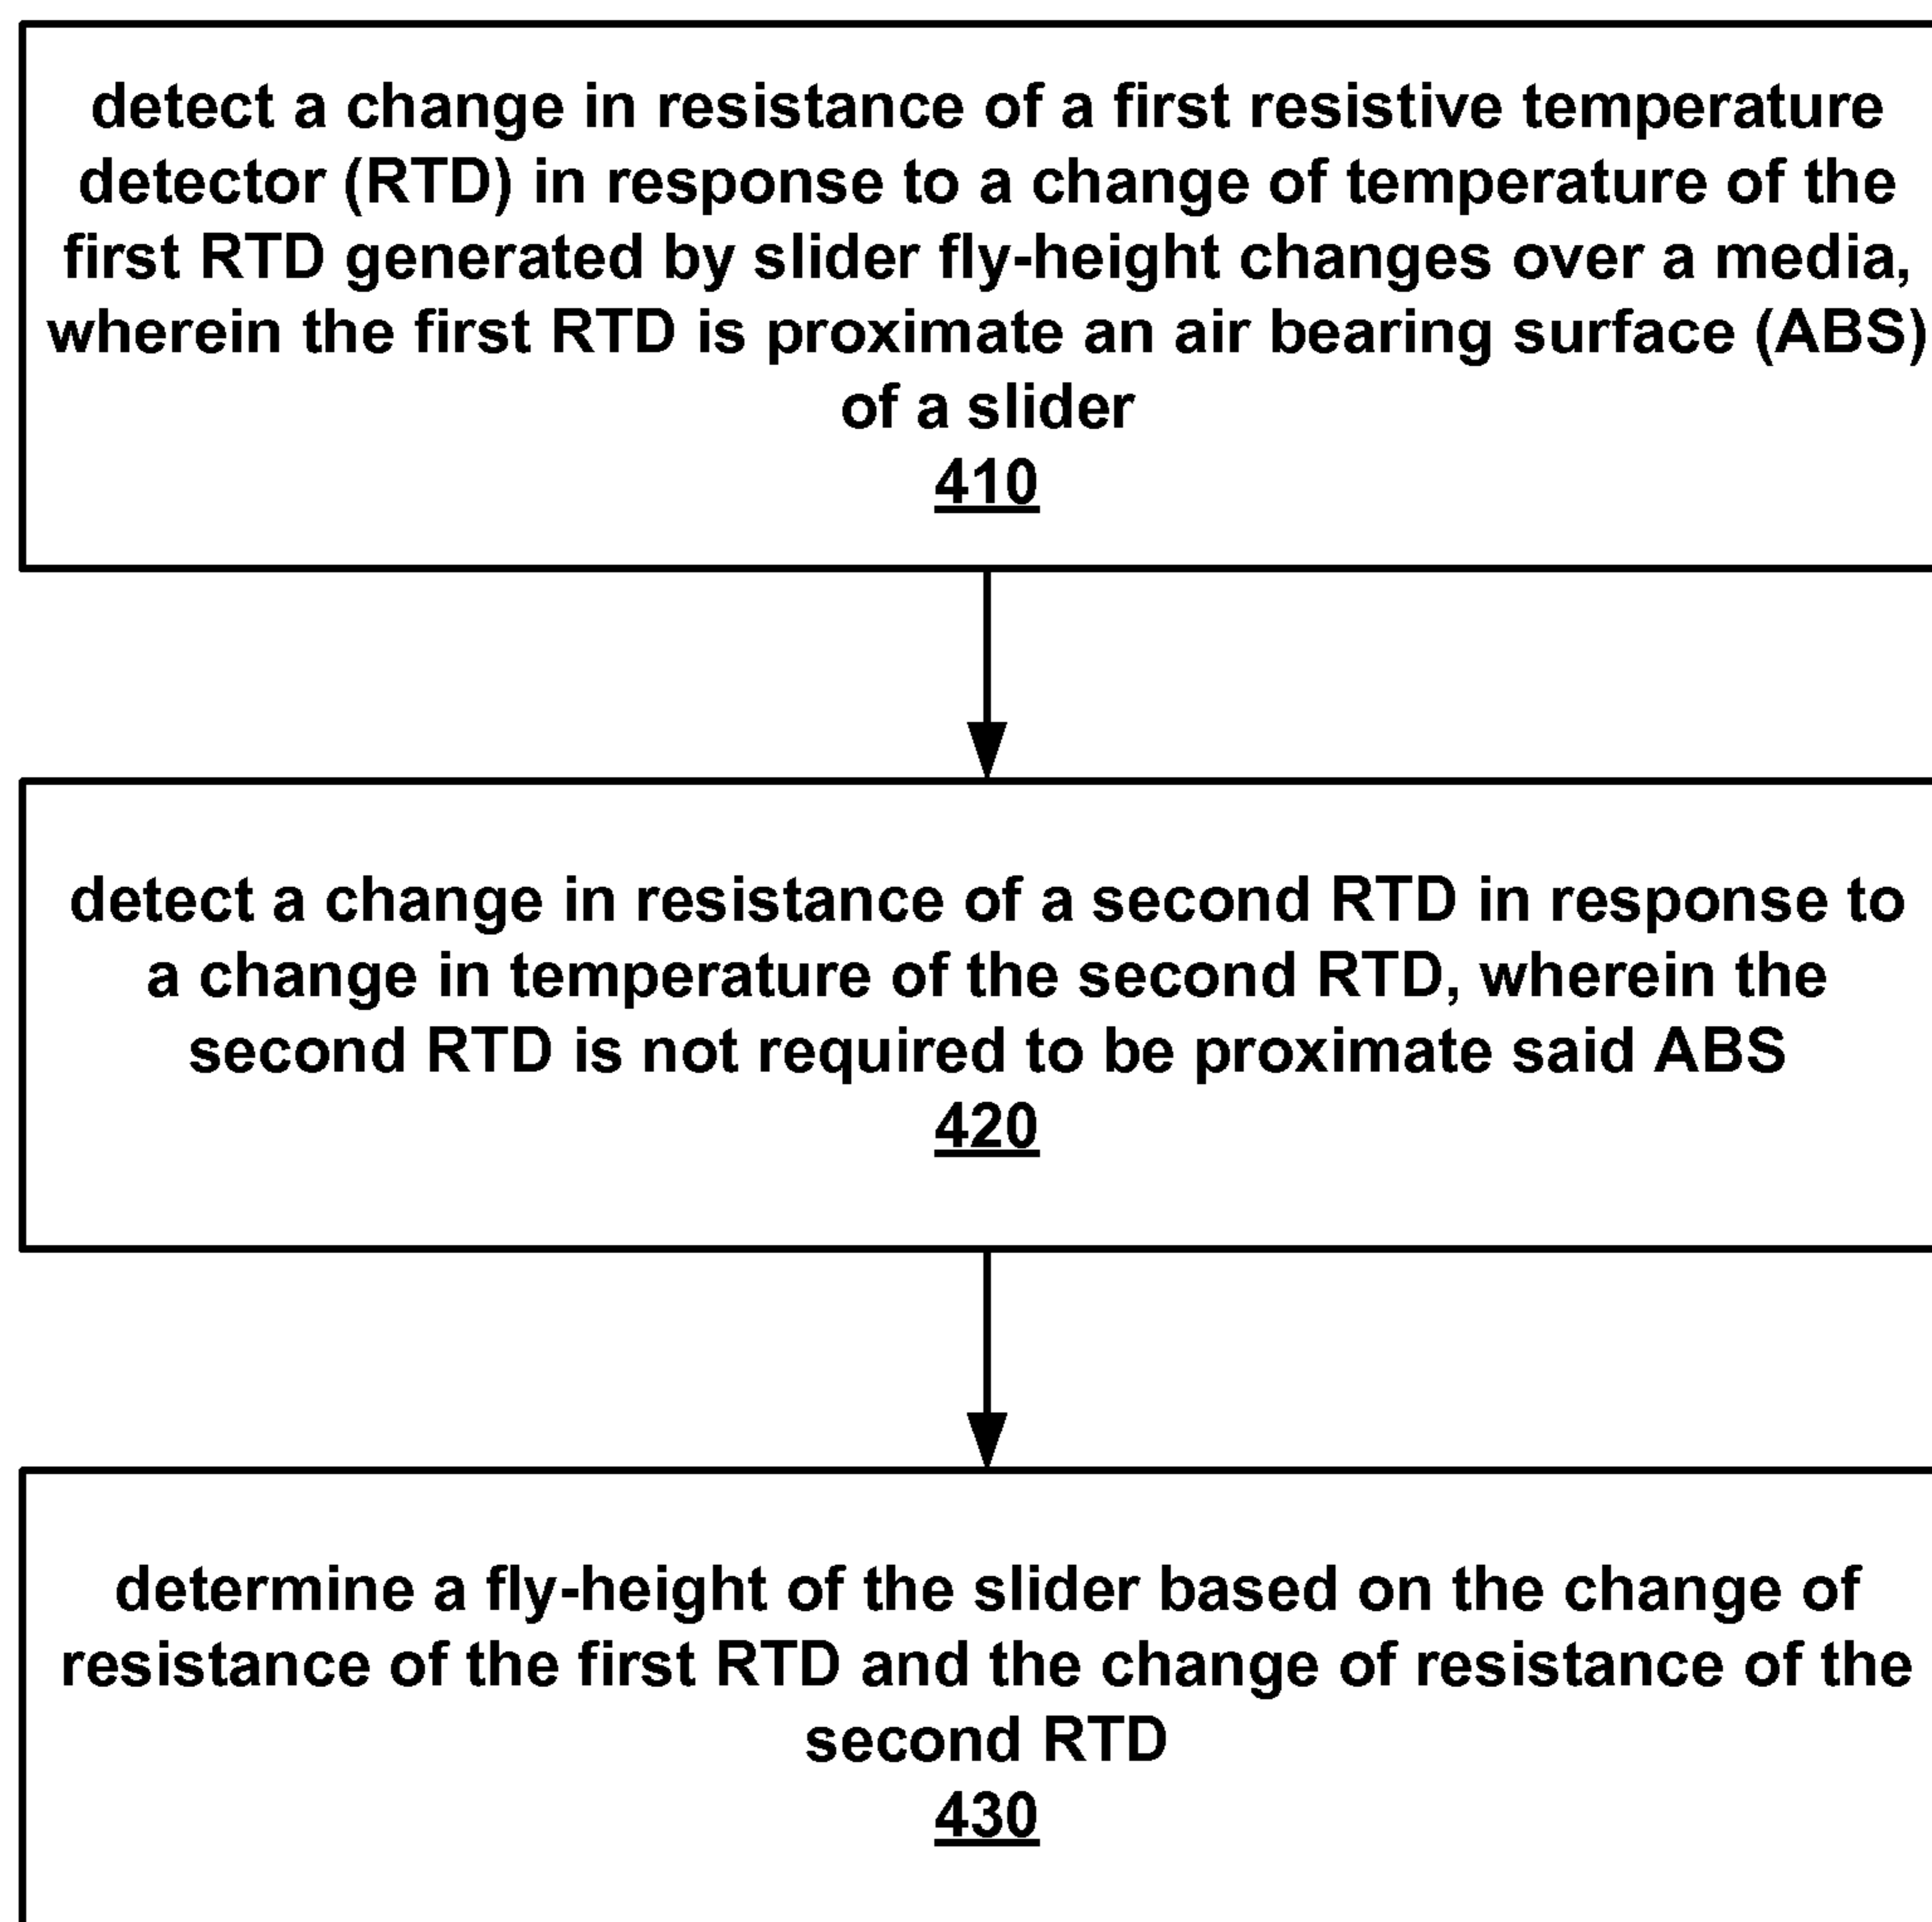 detect a change in resistance of a first resistive temperature
detector (RTD) in response to a change of temperature of the
first RTD generated by slider fly-height changes over a media,
wherein the first RTD is proximate an air bearing surface (ABS)
of a slider
410
detect a change in resistance of a second RTD in response to
a change in temperature of the second RTD, wherein the
second RTD is not required to be proximate said ABS
420
determine a fly-height of the slider based on the change of
resistance of the first RTD and the change of resistance of the
second RTD
430